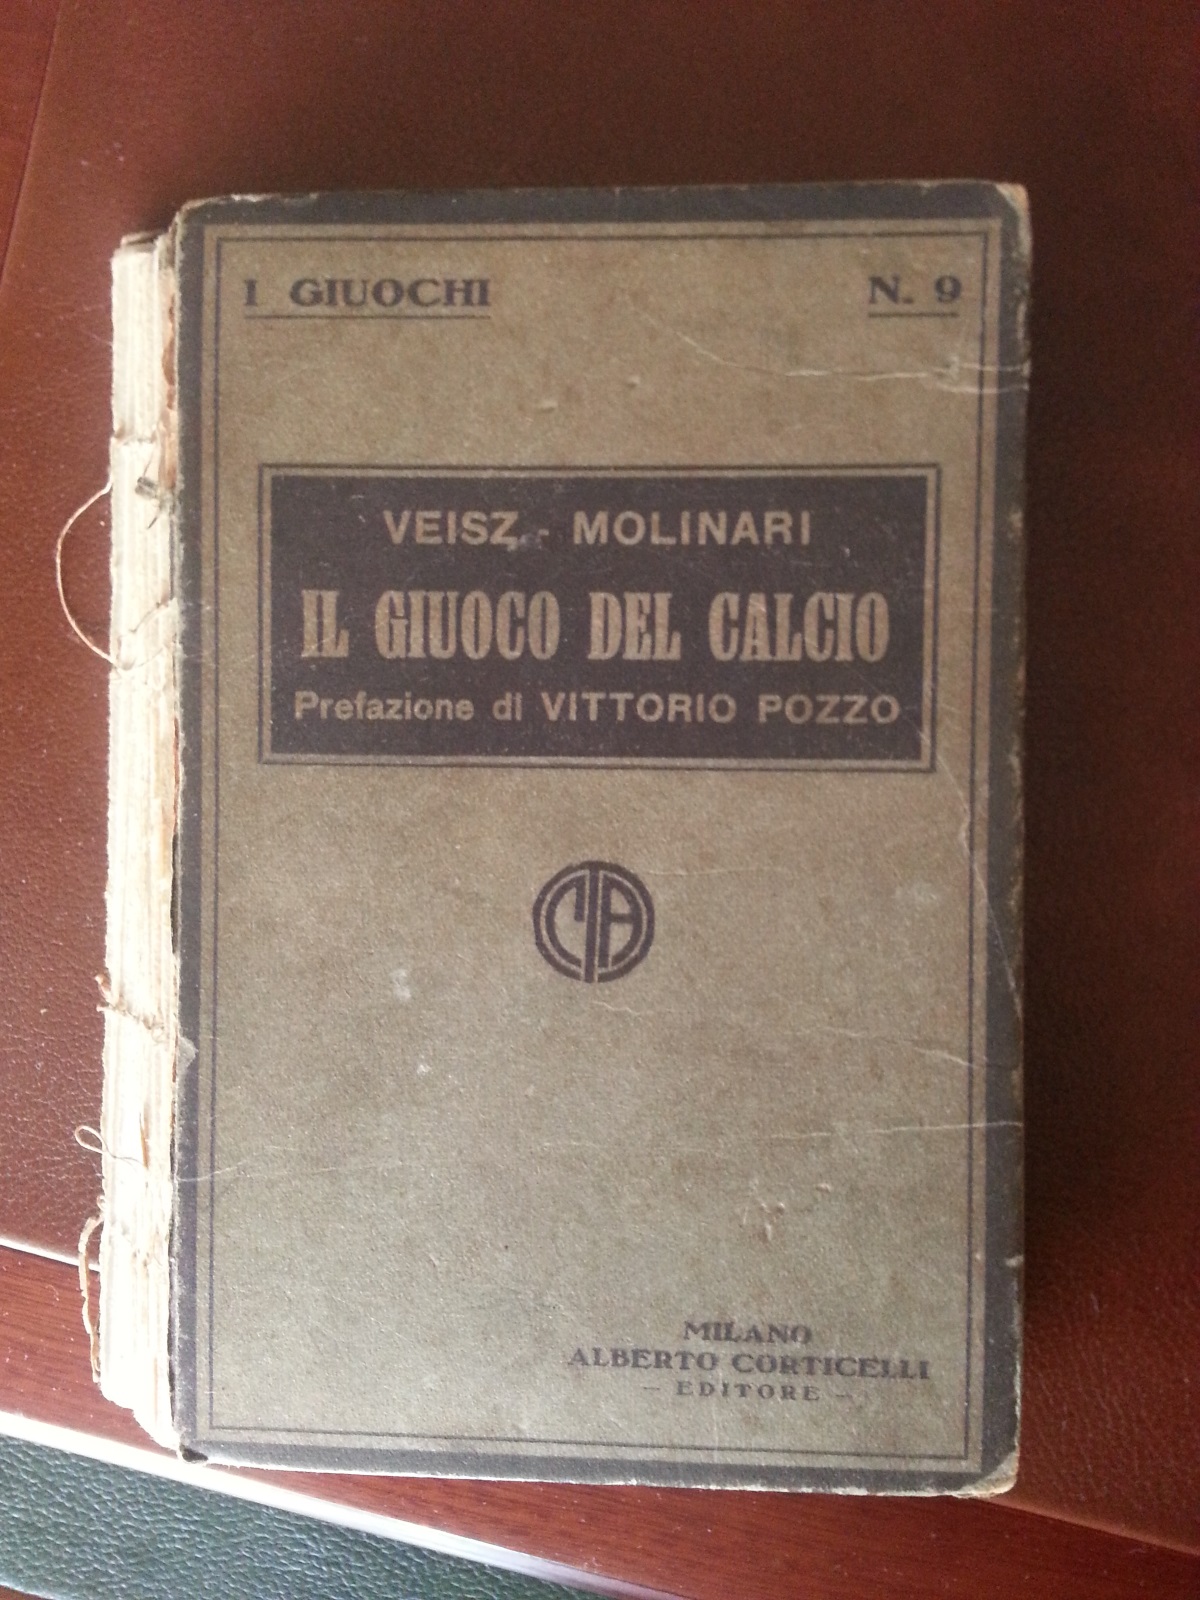 I GIUOCHI N. 9
VEISZ - MOLINARI
IL GIUOCO DEL CALCIO
Prefazione di VITTORIO POZZO
CA
MILANO
ALBERTO CORTICELLI
- EDITORE -